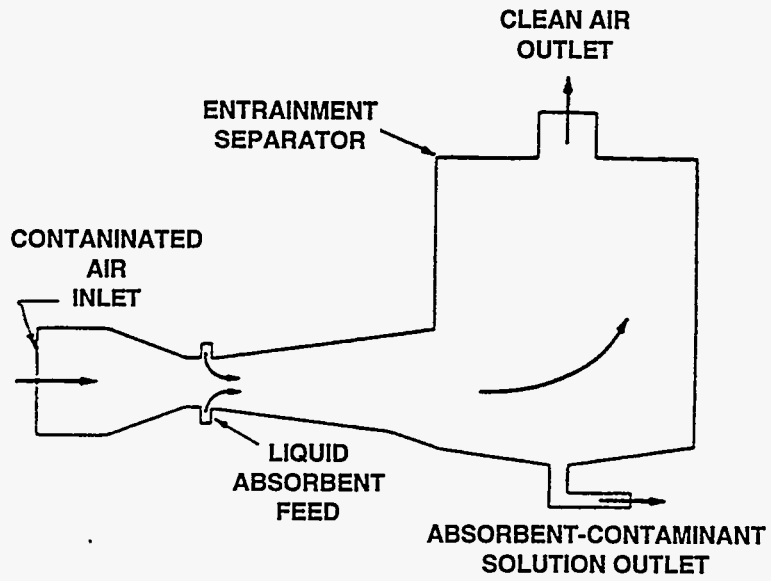 CLEAN AIR
OUTLET
ENTRAINMENT
SEPARATOR
CONTANINATED
AIR
INLET
LIQUID
ABSORBENT
FEED
ABSORBENT-CONTAMINANT
SOLUTION OUTLET